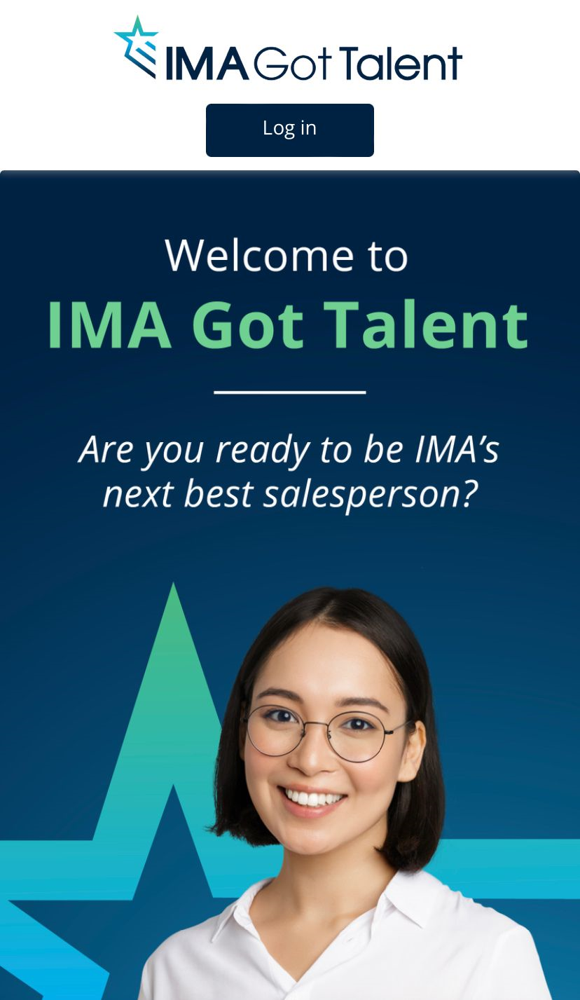 IMA Got Talent
Log in
Welcome to
IMA Got Talent
Are you ready to be IMA’s
next best salesperson?